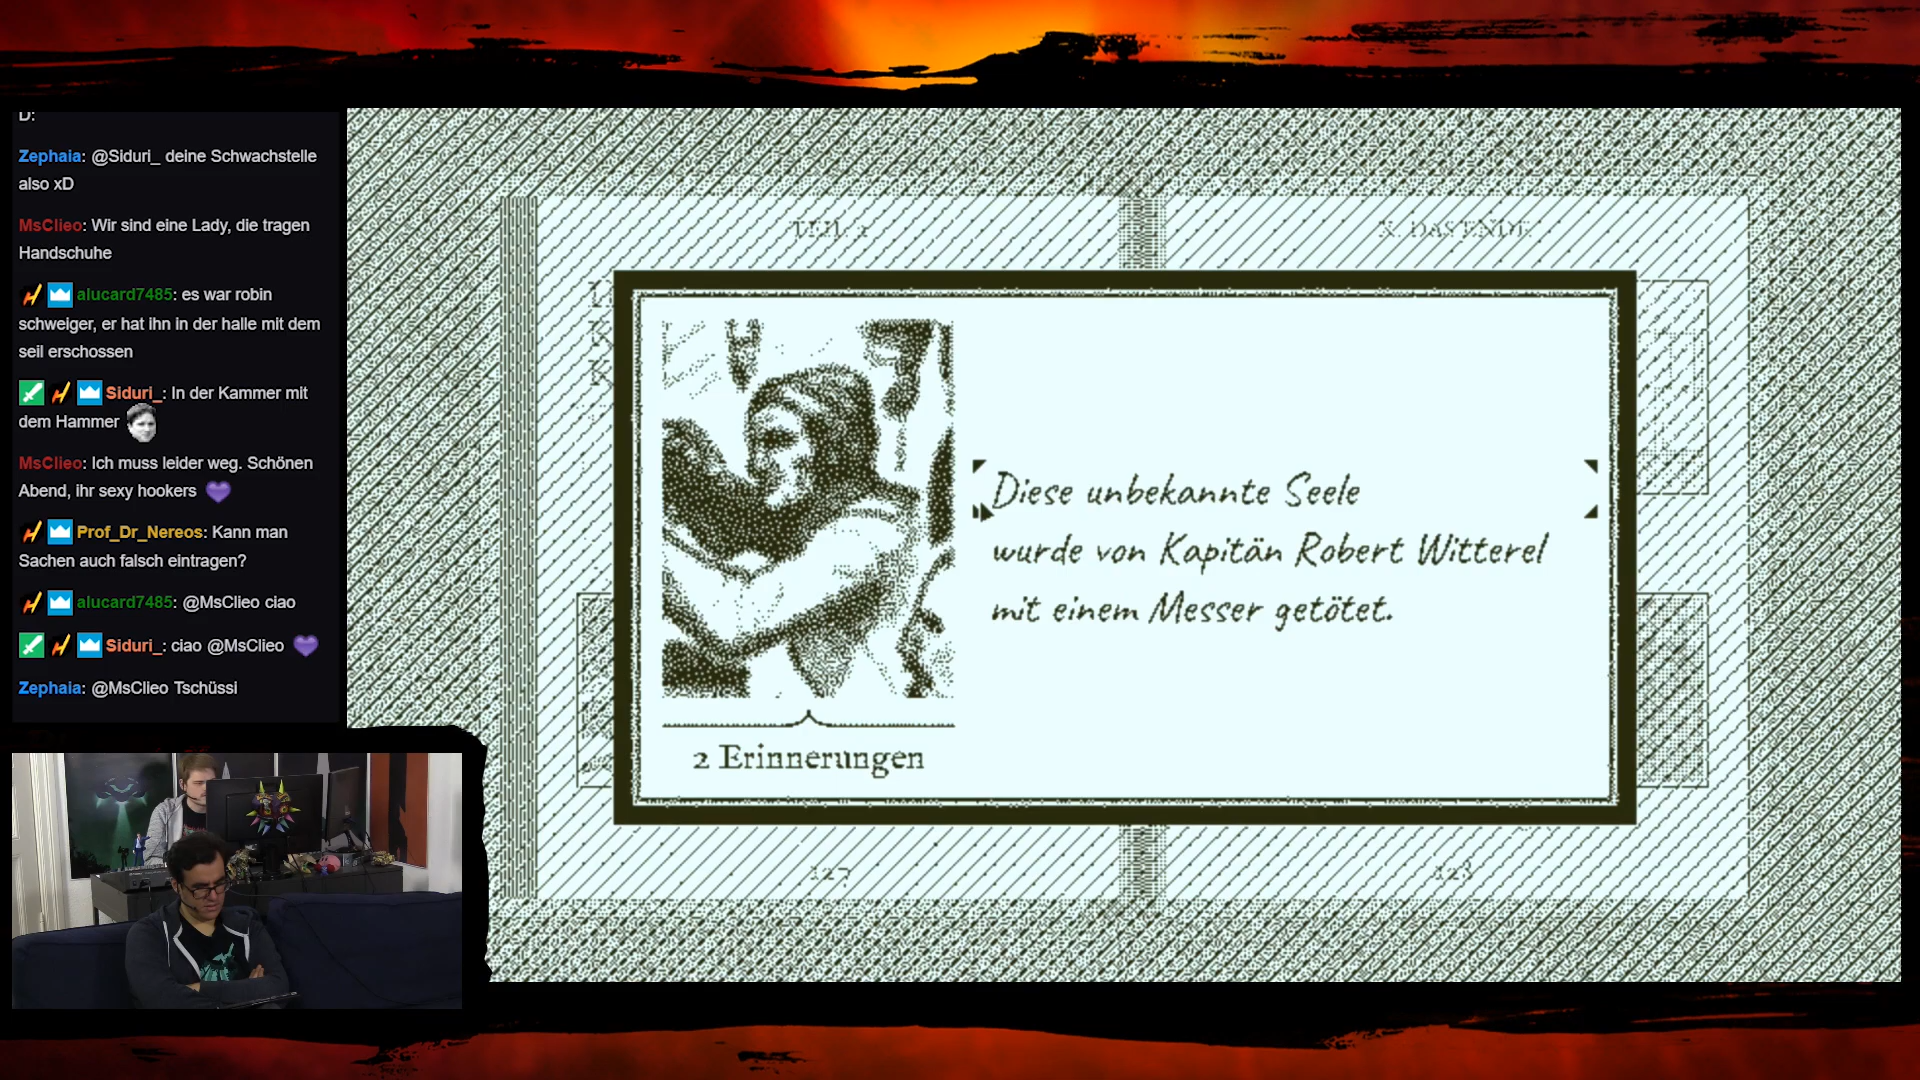 D:
Zephaia: @Siduri_ deine Schwachstelle
also xD
MsClieo: Wir sind eine Lady, die tragen
Handschuhe
alucard7485: es war robin
schweiger, er hat ihn in der halle mit dem
seil erschossen
Siduri_: In der Kammer mit
dem Hammer
MsClieo: Ich muss leider weg. Schönen
Abend, ihr sexy hookers
Prof_Dr_Nereos: Kann man
Sachen auch falsch eintragen?
alucard7485: @MsClieo ciao
Siduri_: ciao @MsClieo
Zephaia: @MsClieo Tschüssi
X. DAS ENDE
Diese unbekannte Seele
wurde von Kapitän Robert Witterel
mit einem Messer getötet.
2 Erinnerungen
127
128